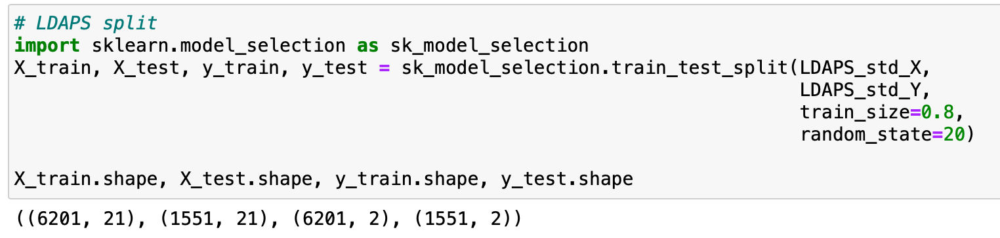 # LDAPS split
import sklearn.model_selection as sk_model_selection
X_train, X_test, y_train, y_test = sk_model_selection.train_test_split(LDAPS_std_X,
LDAPS_std_Y,
train_size=0.8,
random_state=20)
X_train.shape, X_test.shape, y_train.shape, y_test.shape
((6201, 21), (1551, 21), (6201, 2), (1551, 2))